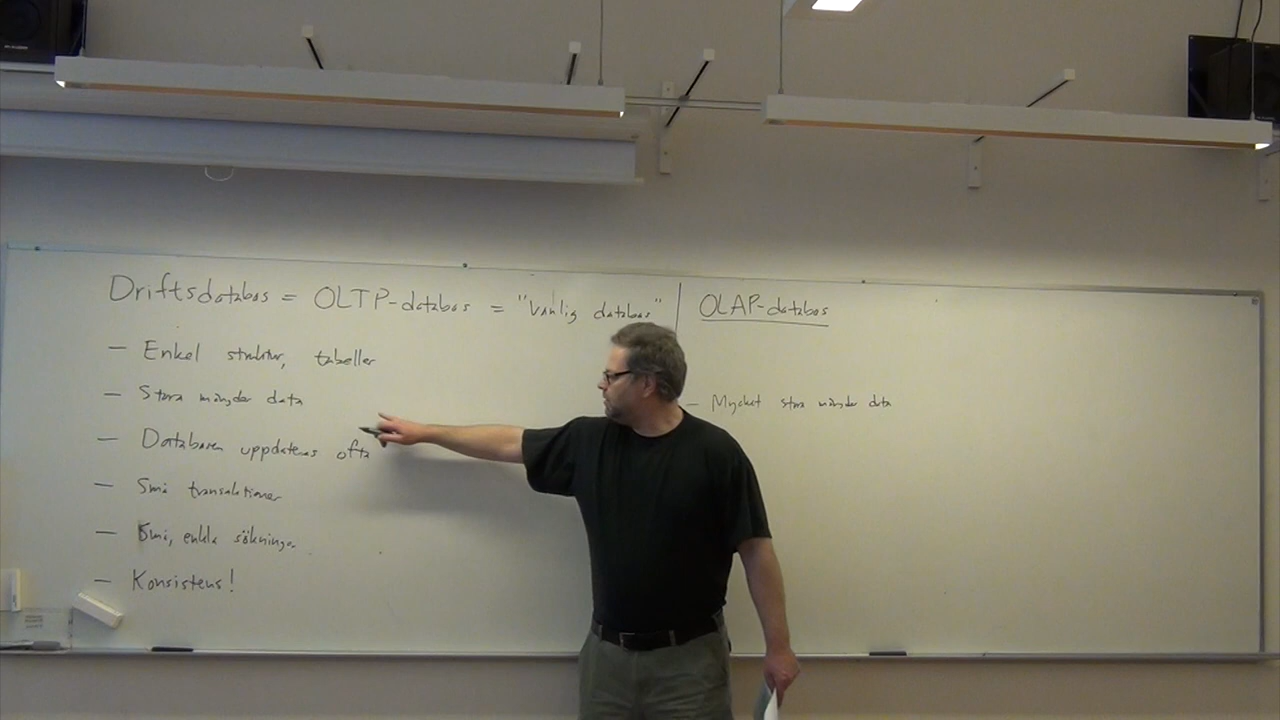 Driftsdatabas = OLTP-databas = "Vanlig databas"
- Enkel struktur, tabeller
- Stora mängder data
- Databasen uppdateras ofta
- Små transaktioner
- Små, enkla sökningar
- Konsistens!
OLAP-databas
- Mycket stora mängder data